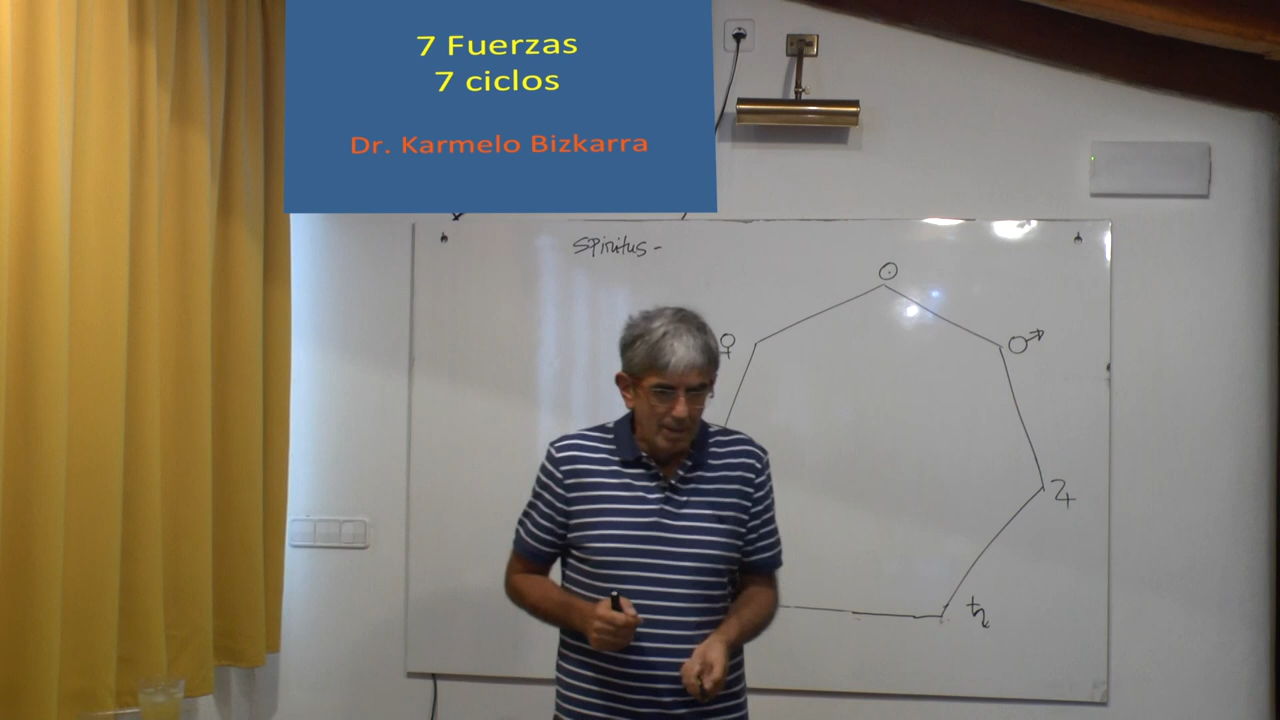 7 Fuerzas
7 ciclos
Dr. Karmelo Bizkarra
Spiritus -
☉
♀
♂
♃
♄